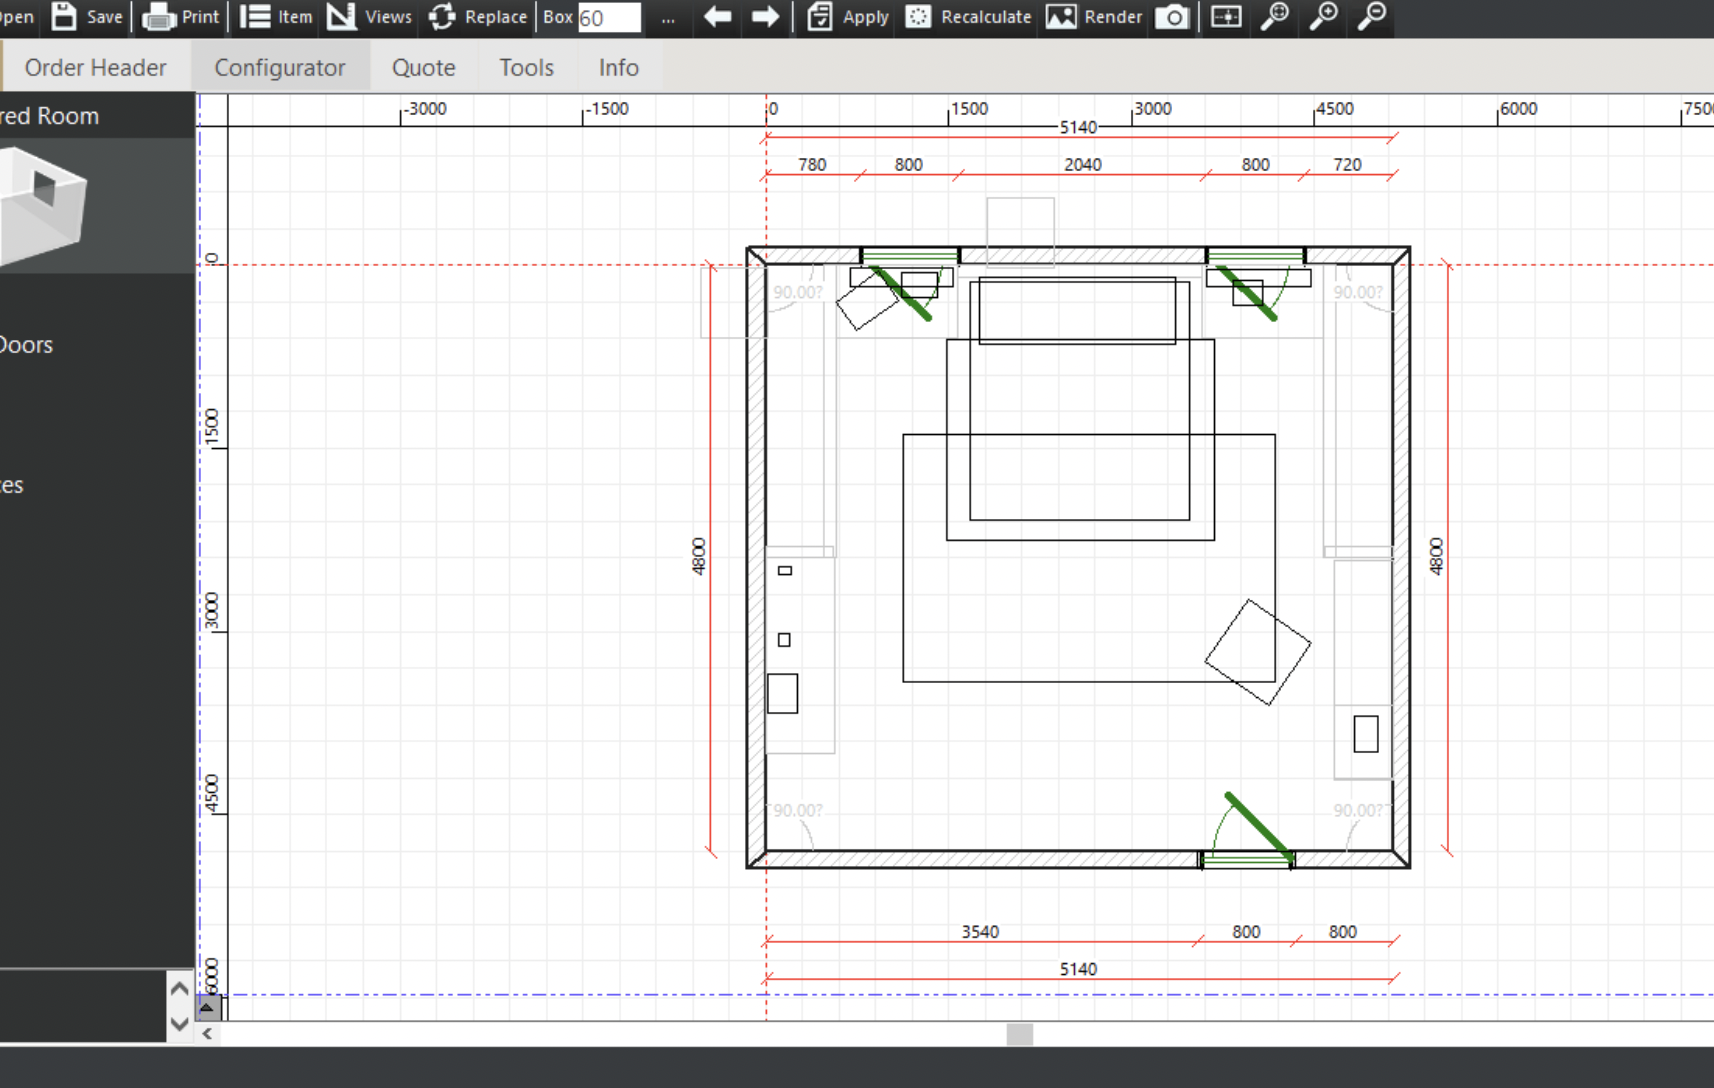 pen Save Print Item Views Replace Box 60 ... Apply Recalculate Render
Order Header Configurator Quote Tools Info
red Room
-3000 -1500 0 1500 3000 4500 6000 7500
5140
780 800 2040 800 720
0
90.00? 90.00?
Doors
1500
ces
4800 4800
3000
4500
90.00? 90.00?
3540 800 800
5140
6000